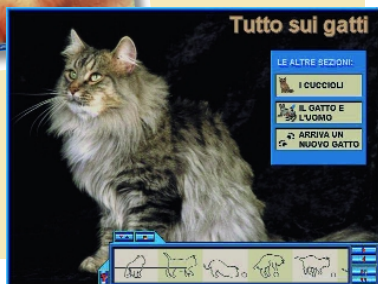 Tutto sui gatti
LE ALTRE SEZIONI:
I CUCCIOLI
IL GATTO E
L'UOMO
ARRIVA UN
NUOVO GATTO